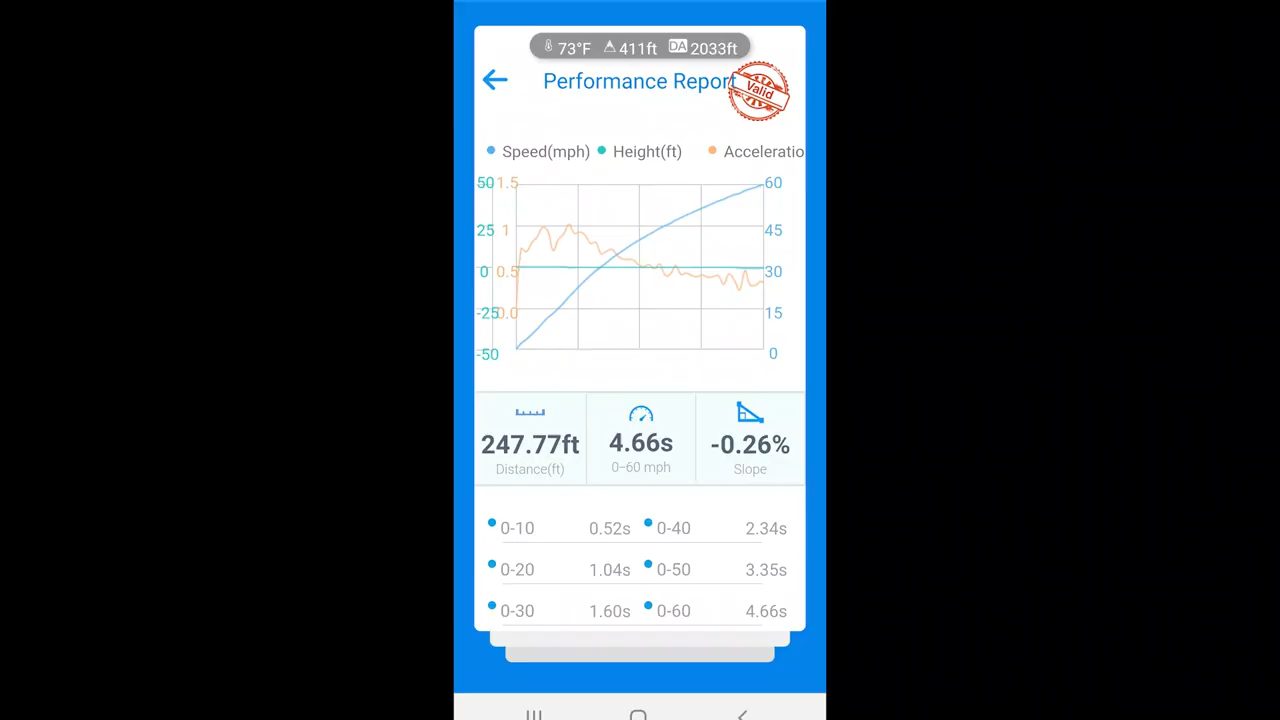 73°F 411ft DA 2033ft
Performance Report
Valid
Speed(mph) Height(ft) Acceleratio
50 1.5 60
25 1 45
0 0.5 30
-25 0.0 15
-50 0
247.77ft 4.66s -0.26%
Distance(ft) 0-60 mph Slope
0-10 0.52s 0-40 2.34s
0-20 1.04s 0-50 3.35s
0-30 1.60s 0-60 4.66s